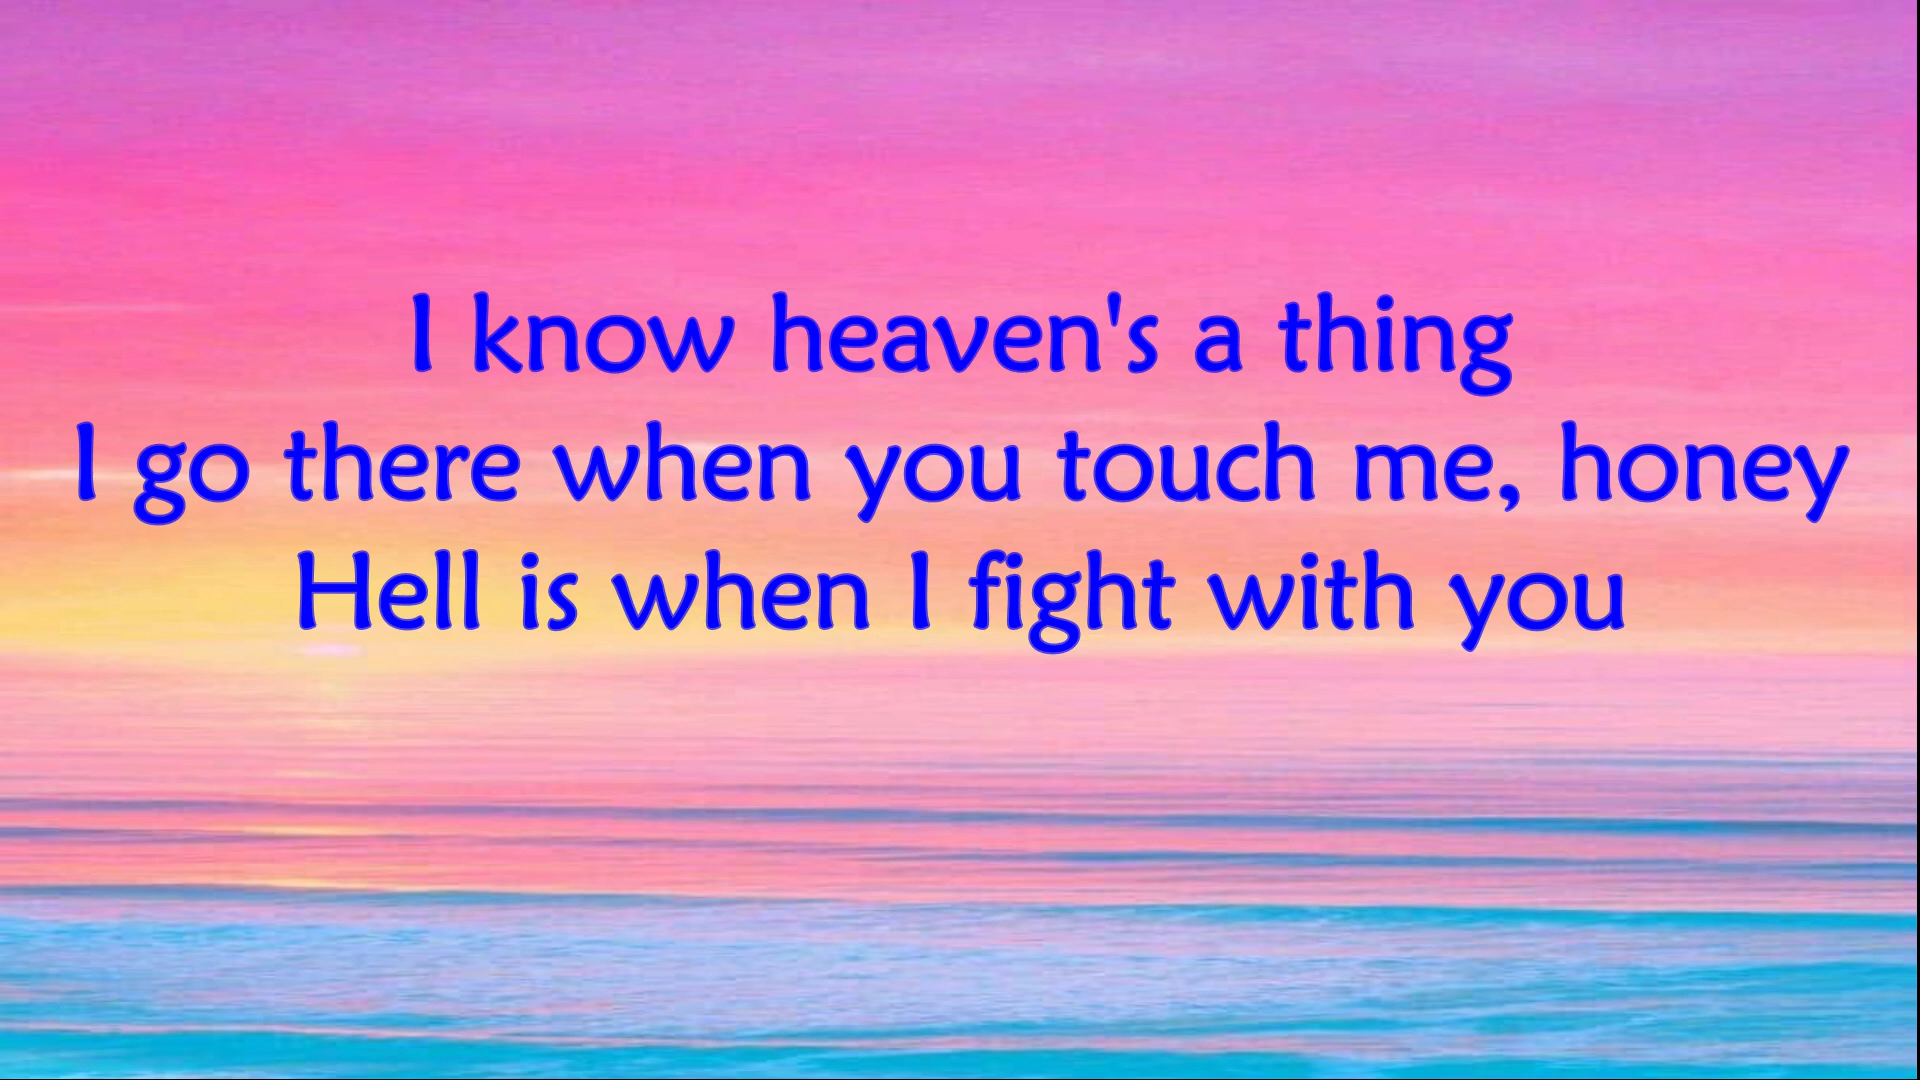 I know heaven's a thing
I go there when you touch me, honey
Hell is when I fight with you